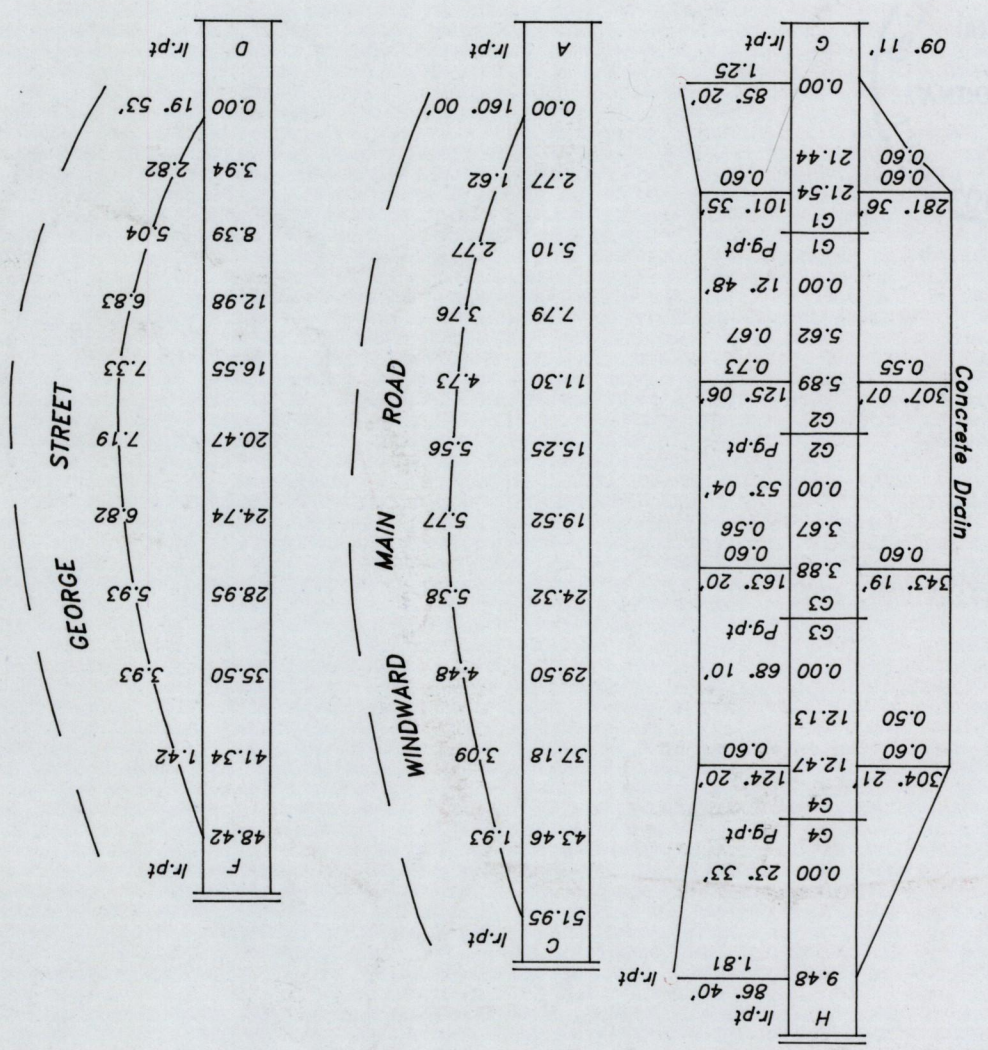 H Ir.pt
86° 40'
9.48 1.81 Ir.pt
0.00 23° 33'
G4 Pg.pt
G4
304° 21' 12.47 124° 20'
0.60 0.60
0.50 12.13
0.00 68° 10'
G3 Pg.pt
G3
343° 19' 3.88 163° 20'
0.60 0.60
3.67 0.56
0.00 53° 04'
G2 Pg.pt
G2
307° 07' 5.89 125° 06'
0.55 0.73
5.62 0.67
0.00 12° 48'
G1 Pg.pt
G1
281° 36' 21.54 101° 35'
0.60 0.60
0.60 21.44
0.00 85° 20'
1.25
09° 11' G Ir.pt
Concrete Drain
C Ir.pt
51.95
43.46 1.93
37.18 3.09
29.50 4.48
24.32 5.38
19.52 5.77
15.25 5.56
11.30 4.73
7.79 3.76
5.10 2.77
2.77 1.62
0.00 160° 00'
A Ir.pt
WINDWARD MAIN ROAD
F Ir.pt
48.42
41.34 1.42
35.50 3.93
28.95 5.93
24.74 6.82
20.47 7.19
16.55 7.33
12.98 6.83
8.39 5.04
3.94 2.82
0.00 19° 53'
D Ir.pt
GEORGE STREET